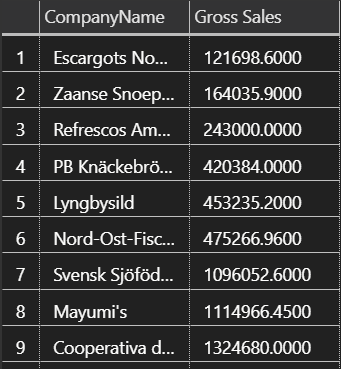 CompanyName Gross Sales
1 Escargots No... 121698.6000
2 Zaanse Snoep... 164035.9000
3 Refrescos Am... 243000.0000
4 PB Knäckebrö... 420384.0000
5 Lyngbysild 453235.2000
6 Nord-Ost-Fisc... 475266.9600
7 Svensk Sjöföd... 1096052.6000
8 Mayumi's 1114966.4500
9 Cooperativa d... 1324680.0000